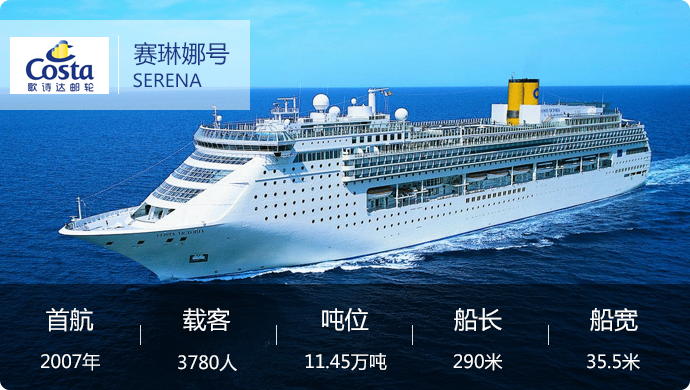 Costa
歌诗达邮轮
赛琳娜号
SERENA
COSTA VICTORIA
首航
载客
吨位
船长
船宽
2007年
3780人
11.45万吨
290米
35.5米